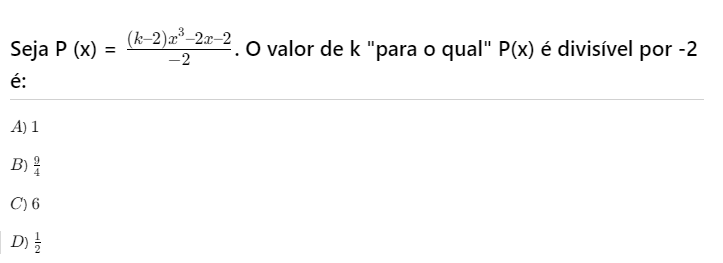 Seja P (x) = \frac{(k–2)x^3–2x–2}{–2}. O valor de k "para o qual" P(x) é divisível por -2
é:
A) 1
B) \frac{9}{4}
C) 6
D) \frac{1}{2}